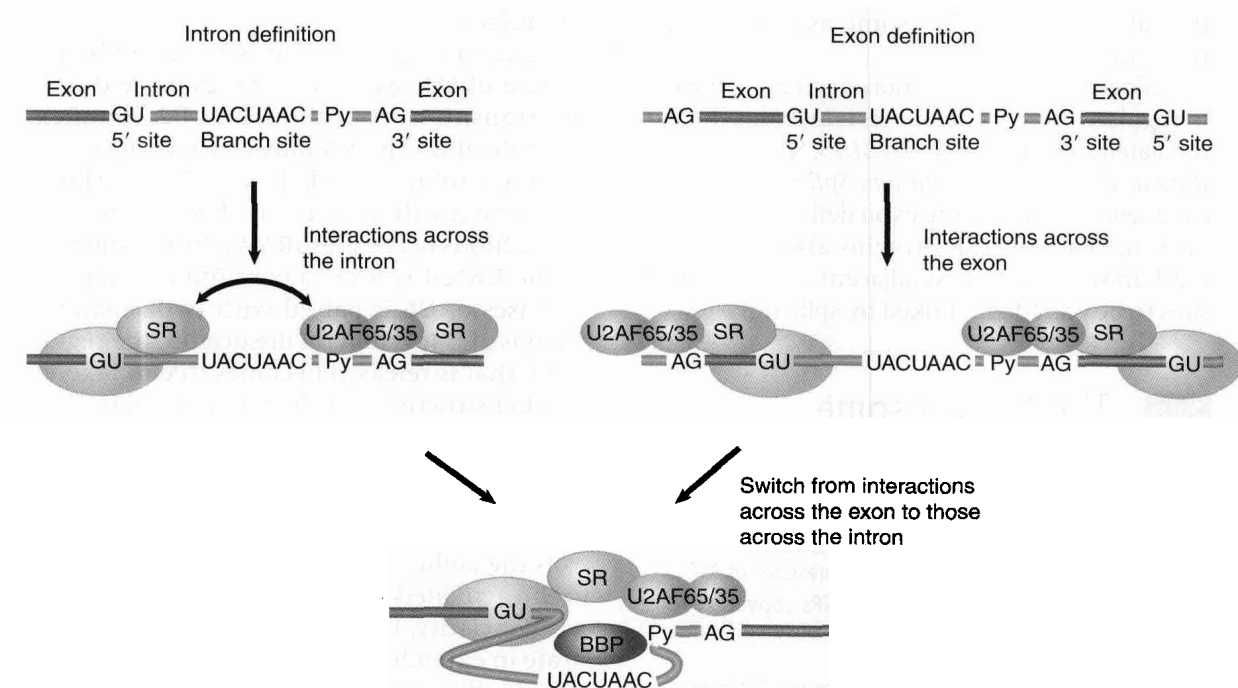 Intron definition
Exon Intron Exon
GU UACUAAC Py AG
5′ site Branch site 3′ site
Interactions across
the intron
SR U2AF65/35 SR
GU UACUAAC Py AG
Exon definition
Exon Intron Exon
AG GU UACUAAC Py AG GU
5′ site Branch site 3′ site 5′ site
Interactions across
the exon
U2AF65/35 SR U2AF65/35 SR
AG GU UACUAAC Py AG GU
Switch from interactions
across the exon to those
across the intron
SR
U2AF65/35
GU
Py AG
BBP
UACUAAC